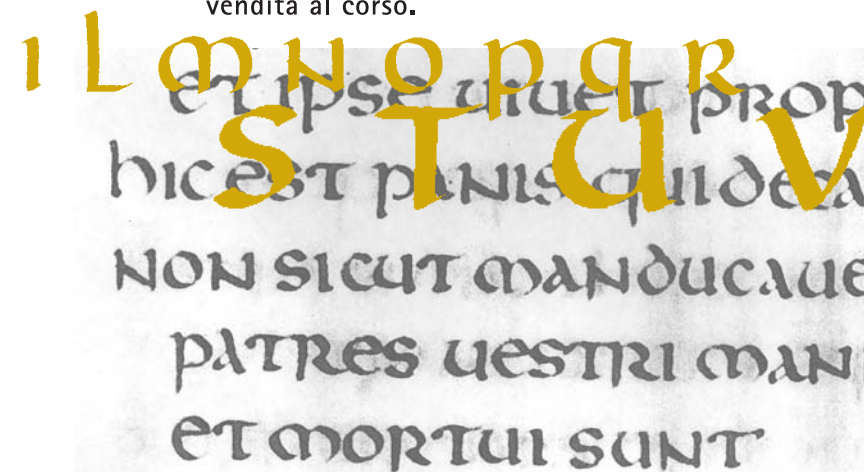 vendita al corso.
I L M N O P Q R
S T U V
ET IPSE UIUET PROP
HIC EST PANIS QUI DE CA
NON SICUT MANDUCAUE
PATRES UESTRI MAN
ET MORTUI SUNT